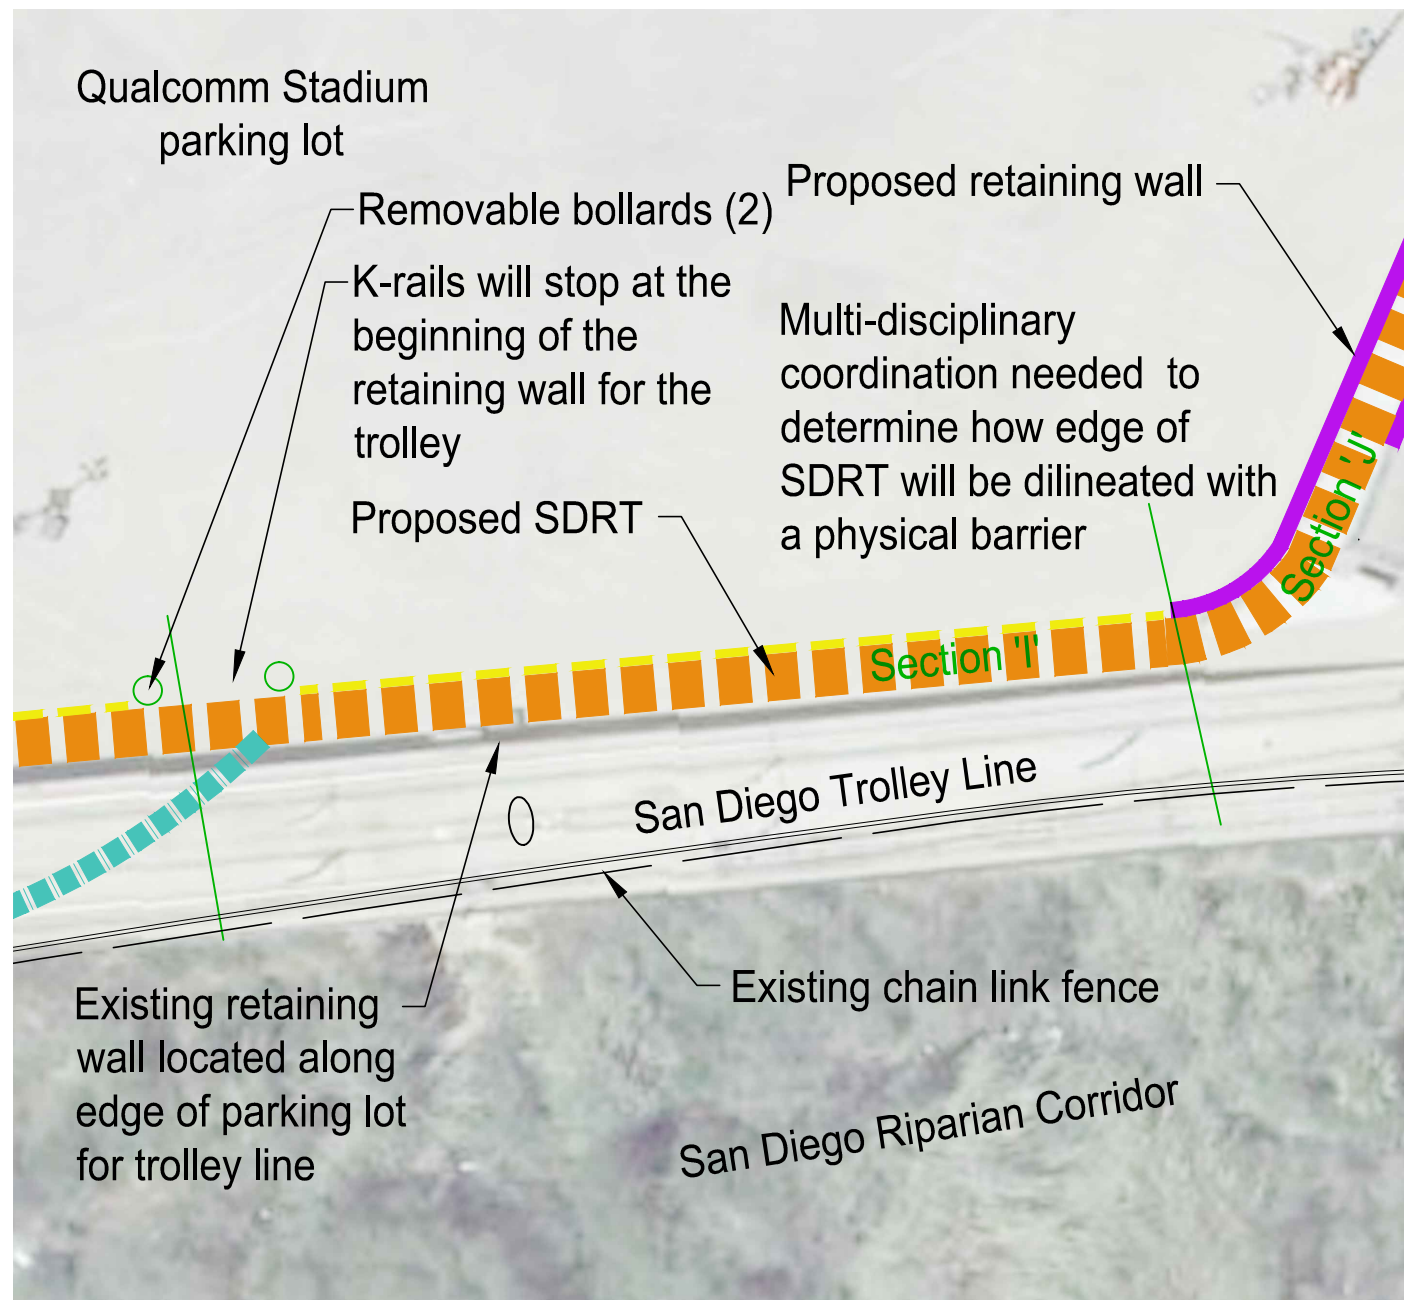 Qualcomm Stadium
parking lot
Removable bollards (2)
Proposed retaining wall
K-rails will stop at the
beginning of the
retaining wall for the
trolley
Multi-disciplinary
coordination needed  to
determine how edge of
SDRT will be dilineated with
a physical barrier
Proposed SDRT
Section 'J'
Section 'I'
San Diego Trolley Line
Existing retaining
wall located along
edge of parking lot
for trolley line
Existing chain link fence
San Diego Riparian Corridor